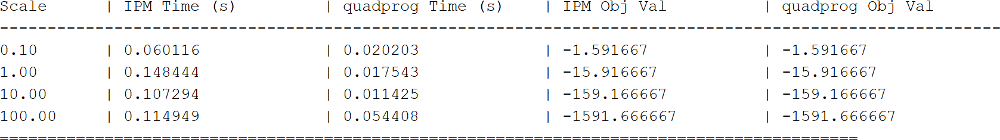 Scale | IPM Time (s) | quadprog Time (s) | IPM Obj Val | quadprog Obj Val
---------------------------------------------------------------------------------------------------------
0.10 | 0.060116 | 0.020203 | -1.591667 | -1.591667
1.00 | 0.148444 | 0.017543 | -15.916667 | -15.916667
10.00 | 0.107294 | 0.011425 | -159.166667 | -159.166667
100.00 | 0.114949 | 0.054408 | -1591.666667 | -1591.666667
==========================================================================================